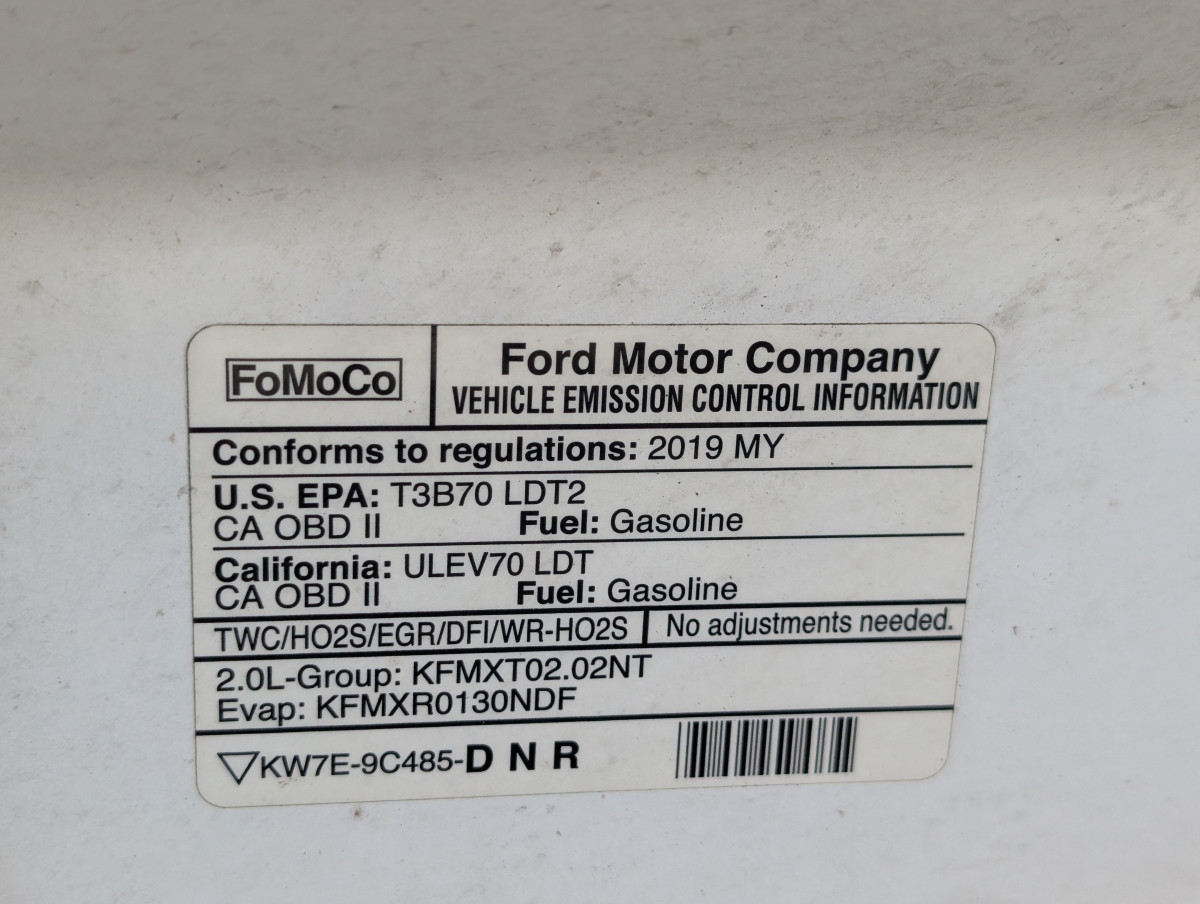 FoMoCo
Ford Motor Company
VEHICLE EMISSION CONTROL INFORMATION
Conforms to regulations: 2019 MY
U.S. EPA: T3B70 LDT2
CA OBD II Fuel: Gasoline
California: ULEV70 LDT
CA OBD II Fuel: Gasoline
TWC/HO2S/EGR/DFI/WR-HO2S No adjustments needed.
2.0L-Group: KFMXT02.02NT
Evap: KFMXR0130NDF
KW7E-9C485-D N R